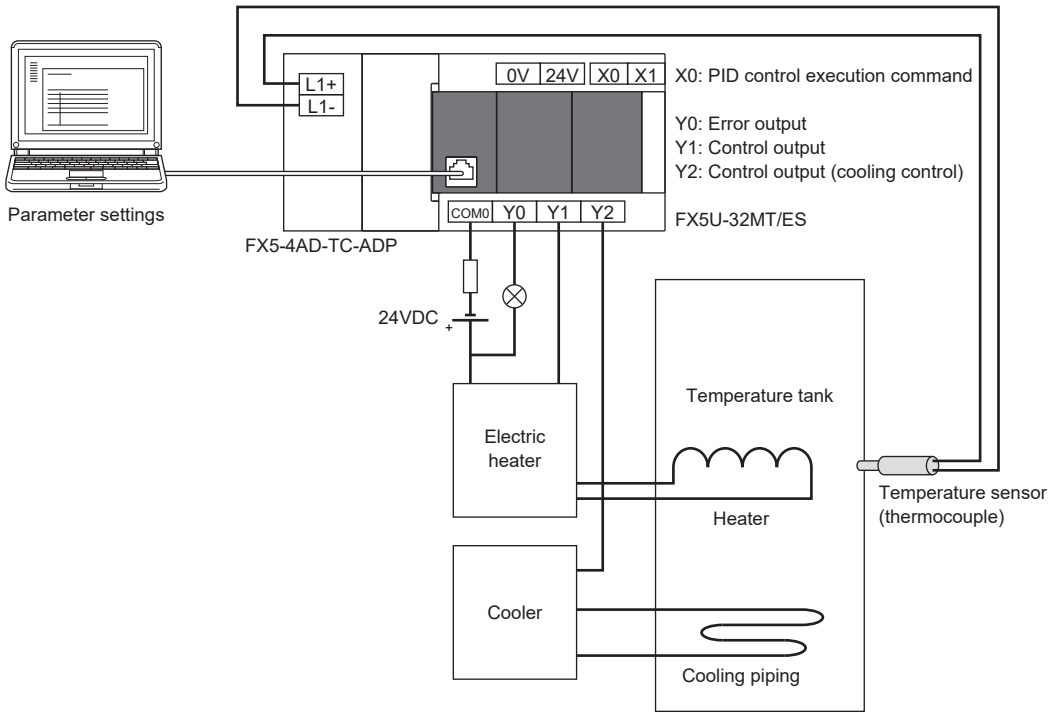 L1+
L1-
0V 24V X0 X1
X0: PID control execution command
Y0: Error output
Y1: Control output
Y2: Control output (cooling control)
Parameter settings
COM0 Y0 Y1 Y2
FX5U-32MT/ES
FX5-4AD-TC-ADP
24VDC
+
Temperature tank
Electric
heater
Heater
Temperature sensor
(thermocouple)
Cooler
Cooling piping